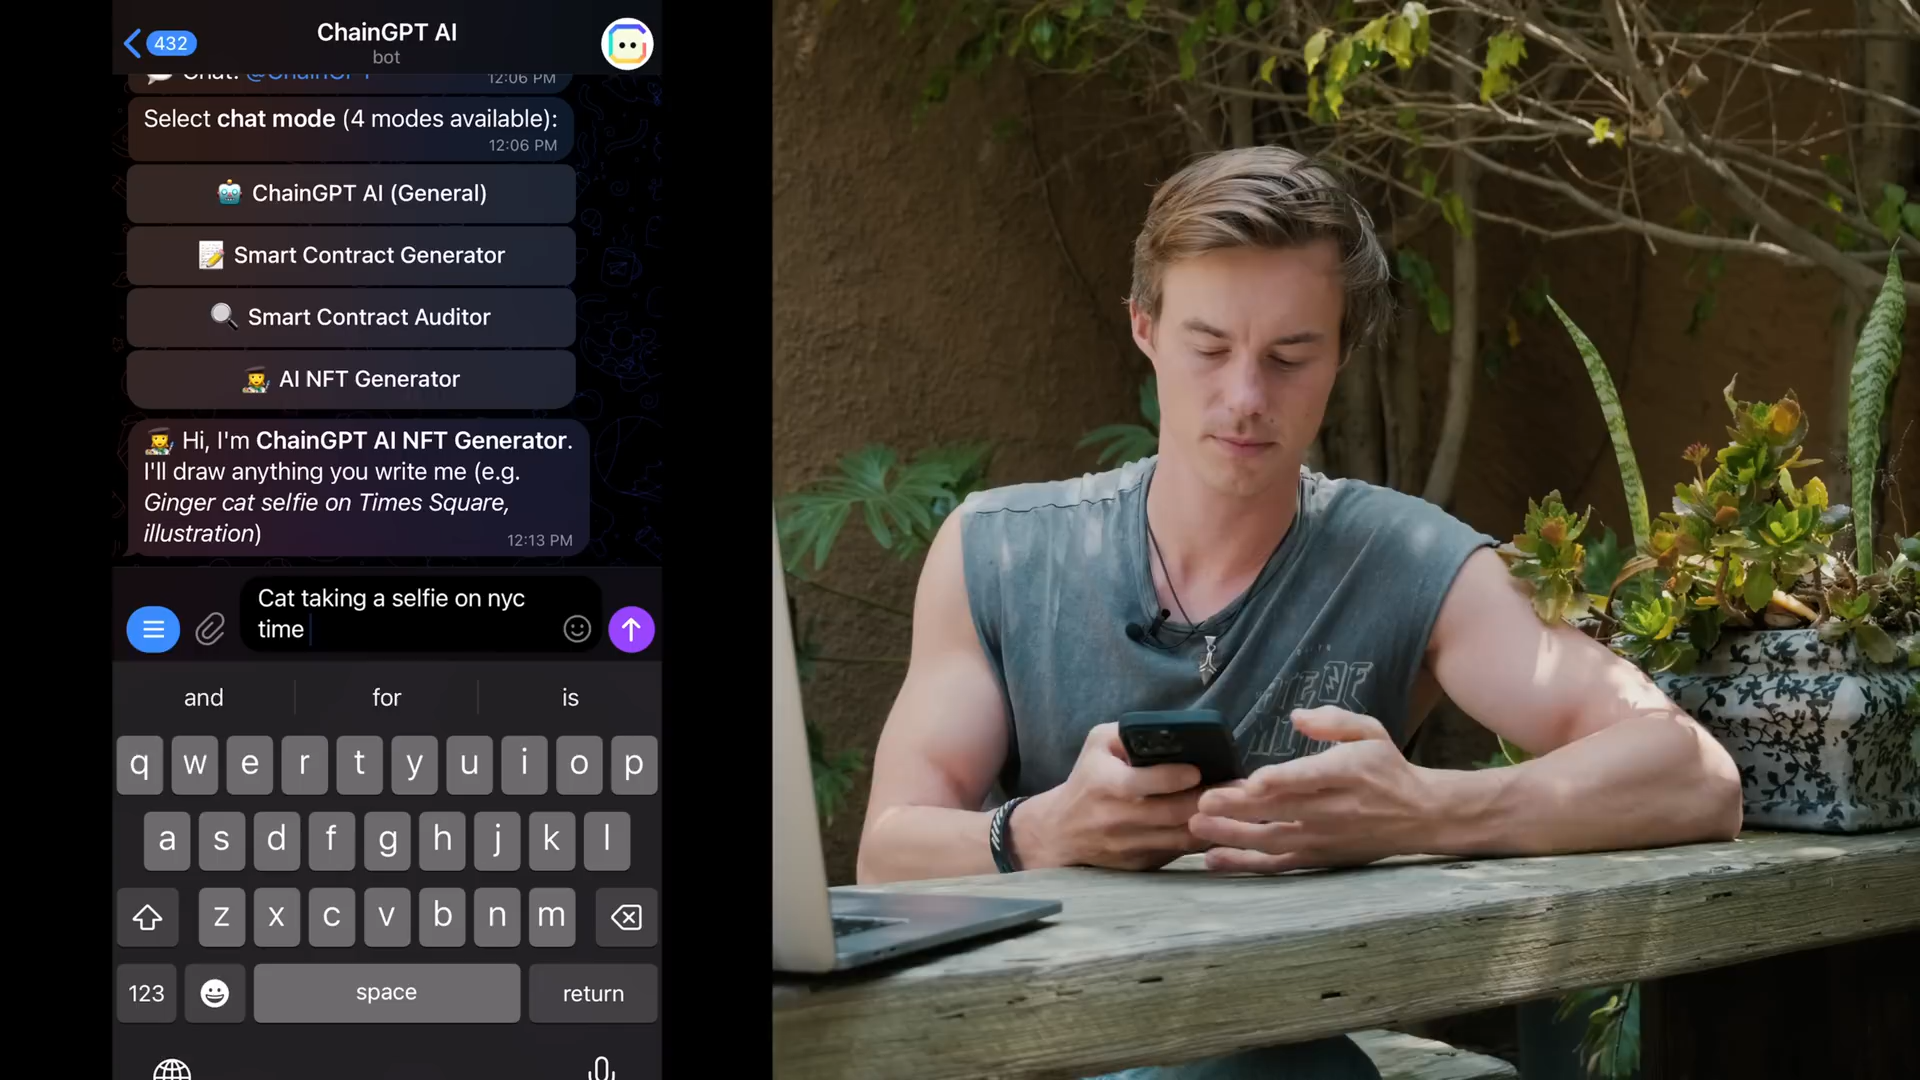 432
ChainGPT AI
bot
Chat: @ChainGPT
12:06 PM
Select chat mode (4 modes available):
12:06 PM
ChainGPT AI (General)
Smart Contract Generator
Smart Contract Auditor
AI NFT Generator
Hi, I'm ChainGPT AI NFT Generator.
I'll draw anything you write me (e.g.
Ginger cat selfie on Times Square,
illustration)
12:13 PM
Cat taking a selfie on nyc
time
and for is
q w e r t y u i o p
a s d f g h j k l
z x c v b n m
123 space return